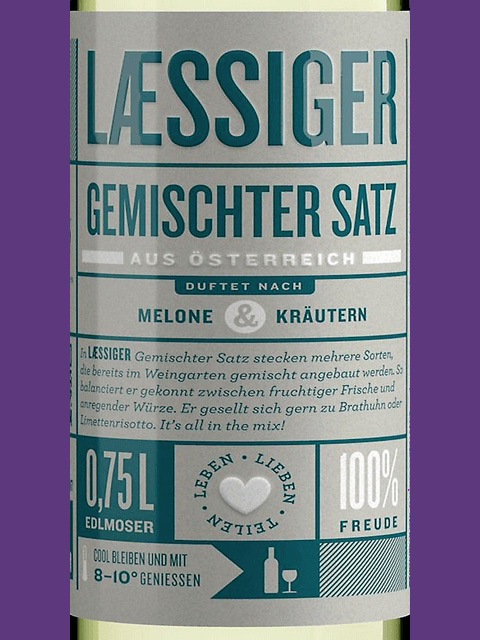 LÆSSIGER
GEMISCHTER SATZ
AUS ÖSTERREICH
DUFTET NACH
MELONE & KRÄUTERN
In LÆSSIGER Gemischter Satz stecken mehrere Sorten,
die bereits im Weingarten gemischt angebaut werden. So
balanciert er gekonnt zwischen fruchtiger Frische und
anregender Würze. Er gesellt sich gern zu Brathuhn oder
Limettenrisotto. It's all in the mix!
0,75 L
EDLMOSER
LEBEN · LIEBEN · TEILEN ·
100%
FREUDE
COOL BLEIBEN UND MIT
8–10° GENIESSEN